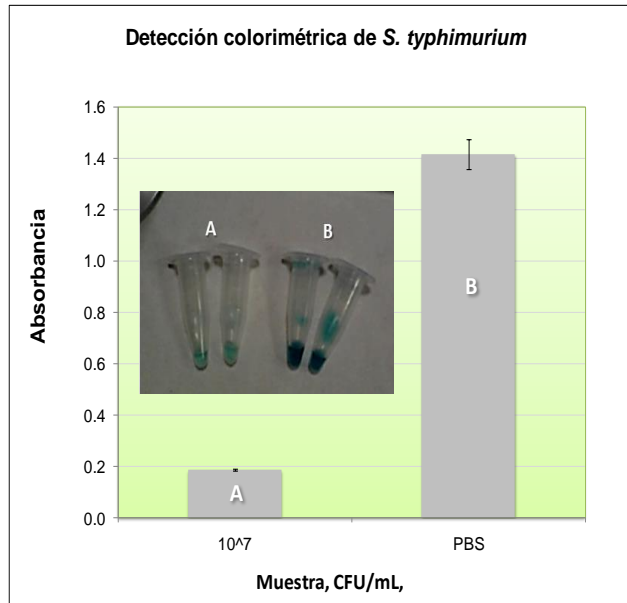 Detección colorimétrica de S. typhimurium
1.6
1.4
1.2
1.0
0.8
0.6
0.4
0.2
0.0
Absorbancia
A B
B
A
10^7 PBS
Muestra, CFU/mL,